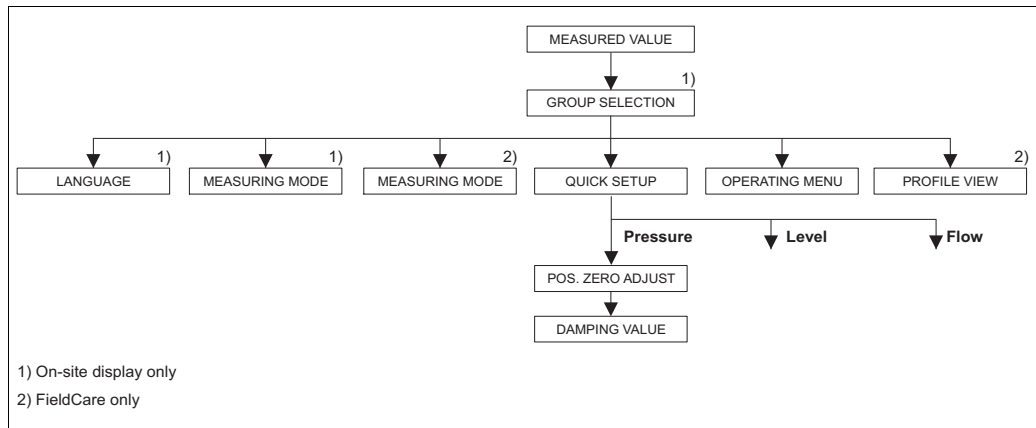 MEASURED VALUE
1)
GROUP SELECTION
1)
1)
2)
2)
LANGUAGE
MEASURING MODE
MEASURING MODE
QUICK SETUP
OPERATING MENU
PROFILE VIEW
Pressure
Level
Flow
POS. ZERO ADJUST
DAMPING VALUE
1) On-site display only
2) FieldCare only